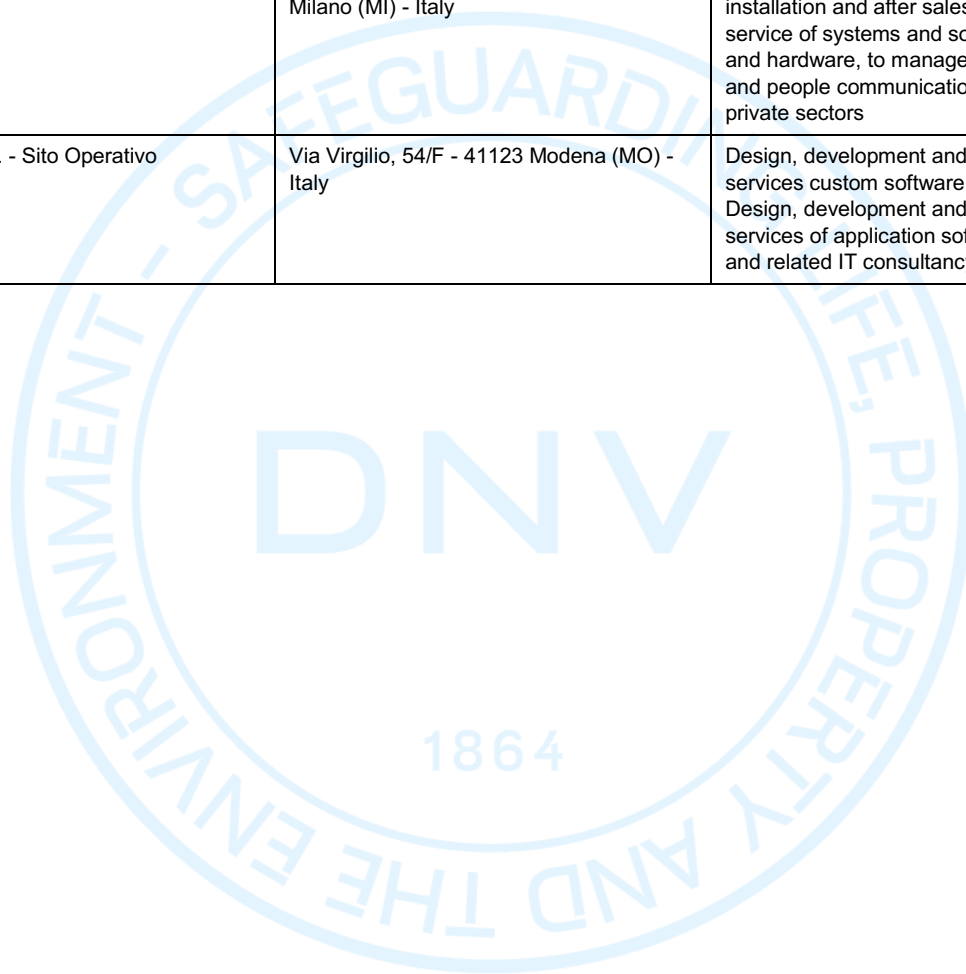 Milano (MI) - Italy
installation and after sales
service of systems and so
and hardware, to manage
and people communicatio
private sectors
. - Sito Operativo
Via Virgilio, 54/F - 41123 Modena (MO) -
Italy
Design, development and
services custom software
Design, development and
services of application sof
and related IT consultancy
SAFEGUARDING LIFE, PROPERTY AND THE ENVIRONMENT -
DNV
1864